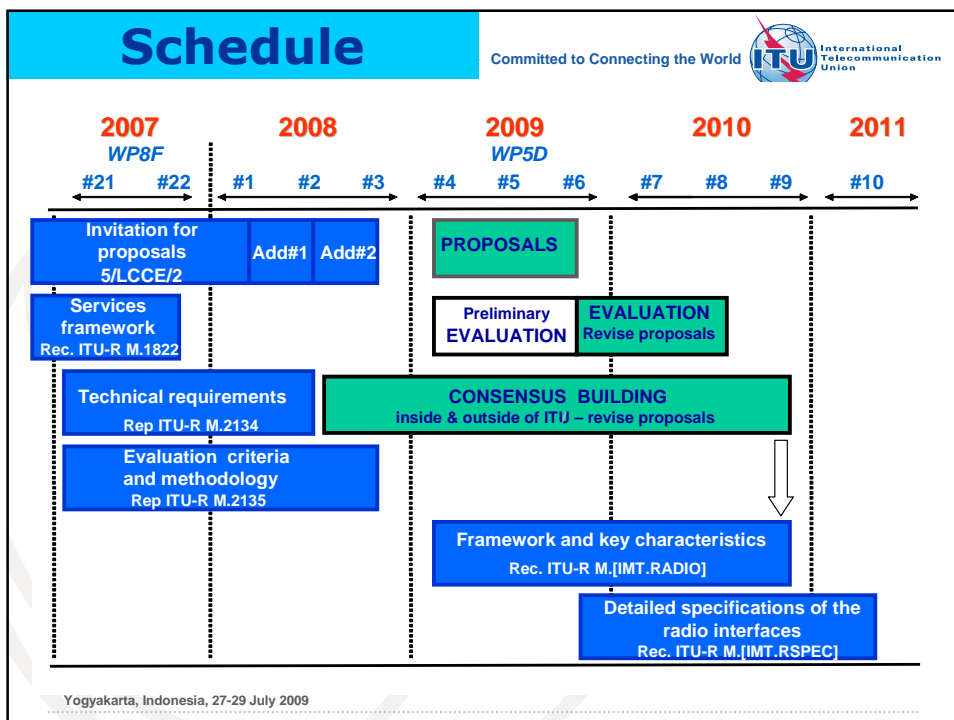 Schedule
Committed to Connecting the World
ITU
International
Telecommunication
Union
2007 2008 2009 2010 2011
WP8F WP5D
#21 #22 #1 #2 #3 #4 #5 #6 #7 #8 #9 #10
Invitation for
proposals
5/LCCE/2
Add#1 Add#2
PROPOSALS
Services
framework
Rec. ITU-R M.1822
Preliminary
EVALUATION
EVALUATION
Revise proposals
Technical requirements
Rep ITU-R M.2134
CONSENSUS BUILDING
inside & outside of ITU – revise proposals
Evaluation criteria
and methodology
Rep ITU-R M.2135
Framework and key characteristics
Rec. ITU-R M.[IMT.RADIO]
Detailed specifications of the
radio interfaces
Rec. ITU-R M.[IMT.RSPEC]
Yogyakarta, Indonesia, 27-29 July 2009